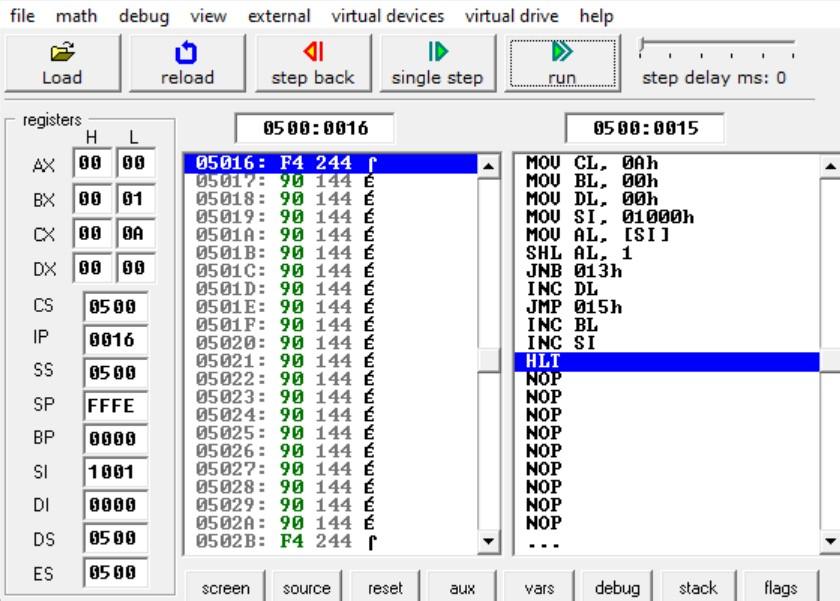 file math debug view external virtual devices virtual drive help
Load reload step back single step run step delay ms: 0
registers
H L
AX 00 00
BX 00 01
CX 00 0A
DX 00 00
CS 0500
IP 0016
SS 0500
SP FFFE
BP 0000
SI 1001
DI 0000
DS 0500
ES 0500
0500:0016
05016: F4 244 ⌠
05017: 90 144 É
05018: 90 144 É
05019: 90 144 É
0501A: 90 144 É
0501B: 90 144 É
0501C: 90 144 É
0501D: 90 144 É
0501E: 90 144 É
0501F: 90 144 É
05020: 90 144 É
05021: 90 144 É
05022: 90 144 É
05023: 90 144 É
05024: 90 144 É
05025: 90 144 É
05026: 90 144 É
05027: 90 144 É
05028: 90 144 É
05029: 90 144 É
0502A: 90 144 É
0502B: F4 244 ⌠
0500:0015
MOV CL, 0Ah
MOV BL, 00h
MOV DL, 00h
MOV SI, 01000h
MOV AL, [SI]
SHL AL, 1
JNB 013h
INC DL
JMP 015h
INC BL
INC SI
HLT
NOP
NOP
NOP
NOP
NOP
NOP
NOP
NOP
NOP
...
screen source reset aux vars debug stack flags